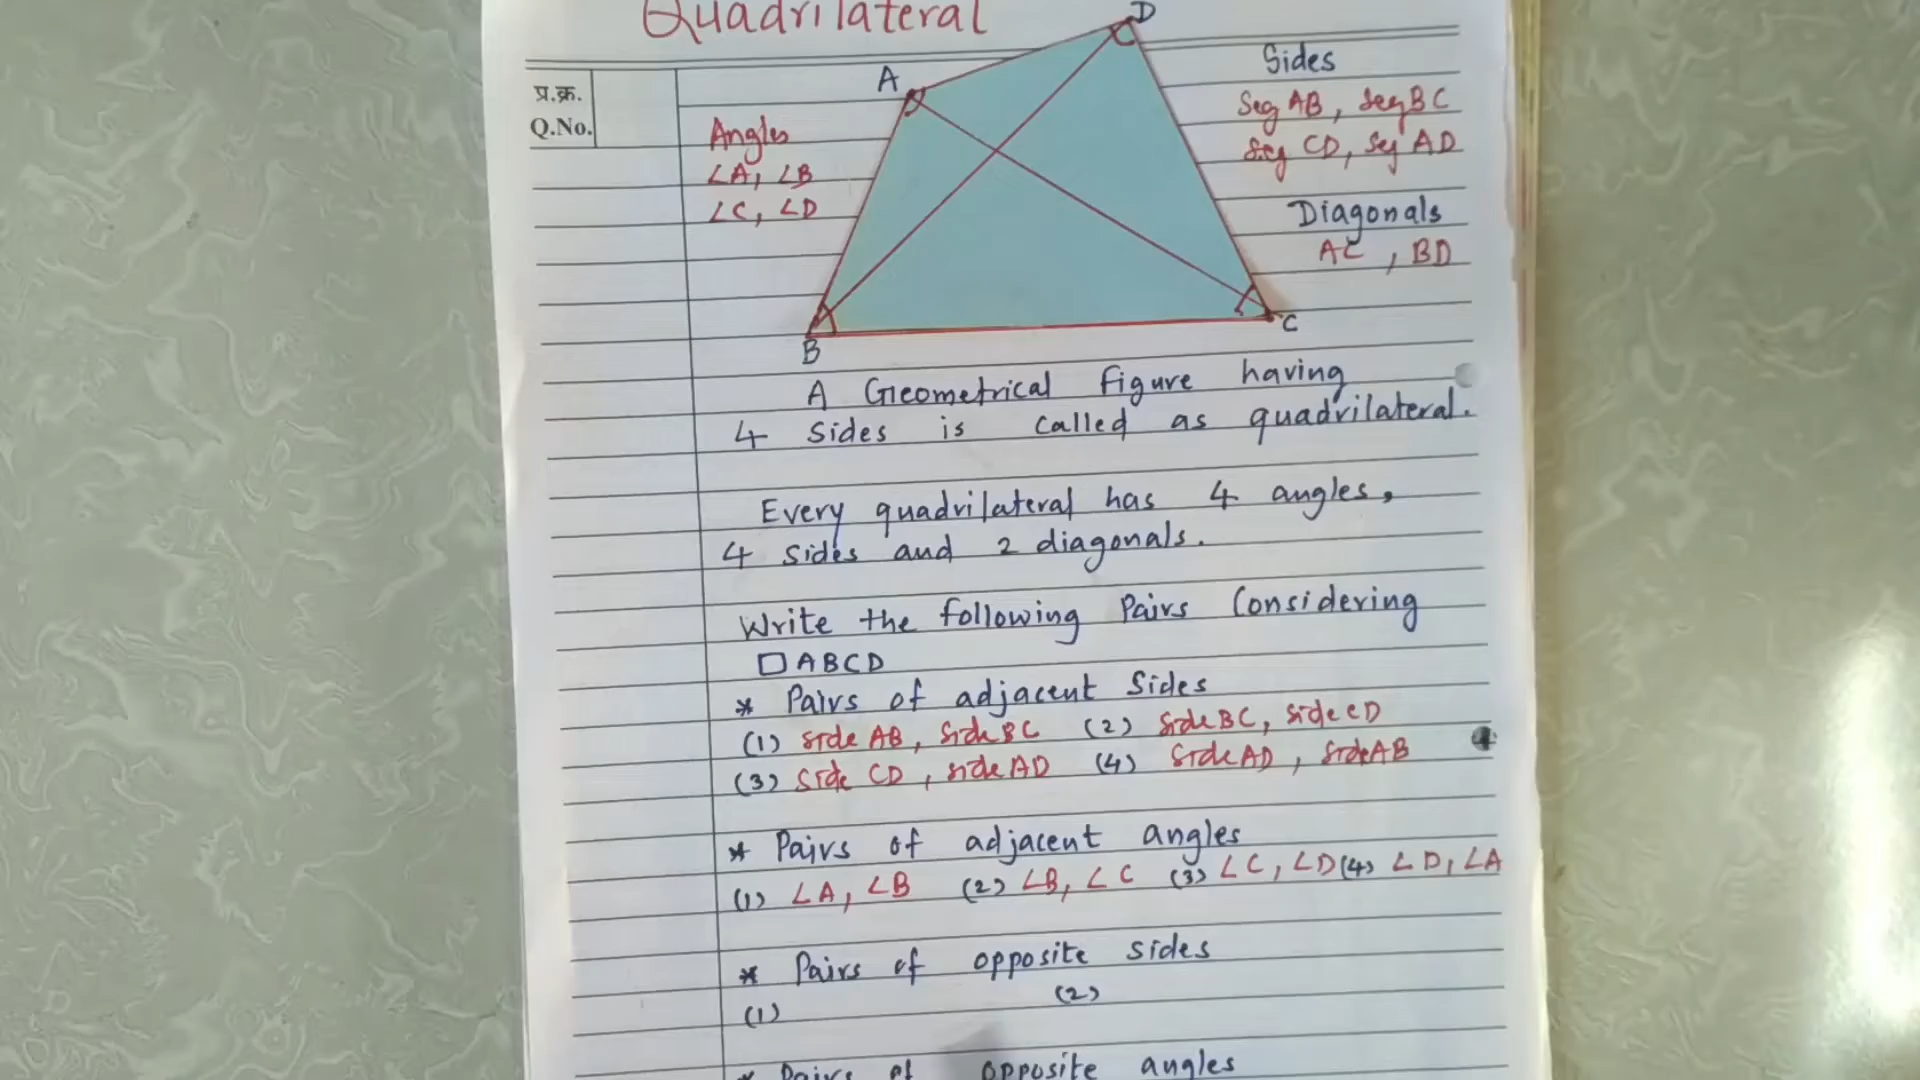 Quadrilateral
D
Sides
A
प्र.क्र.
Q.No.
Seg AB, Seg BC
Angles
Seg CD, Seg AD
∠A, ∠B
∠C, ∠D
Diagonals
AC , BD
C
B
A Geometrical figure having
4 sides is called as quadrilateral.
Every quadrilateral has 4 angles,
4 sides and 2 diagonals.
Write the following Pairs Considering
□ABCD
* Pairs of adjacent Sides
(1) side AB, side BC (2) side BC, side CD
(3) side CD, side AD (4) side AD, side AB
* Pairs of adjacent angles
(1) ∠A, ∠B (2) ∠B, ∠C (3) ∠C, ∠D (4) ∠D, ∠A
* Pairs of opposite sides
(1) (2)
* Pairs of opposite angles